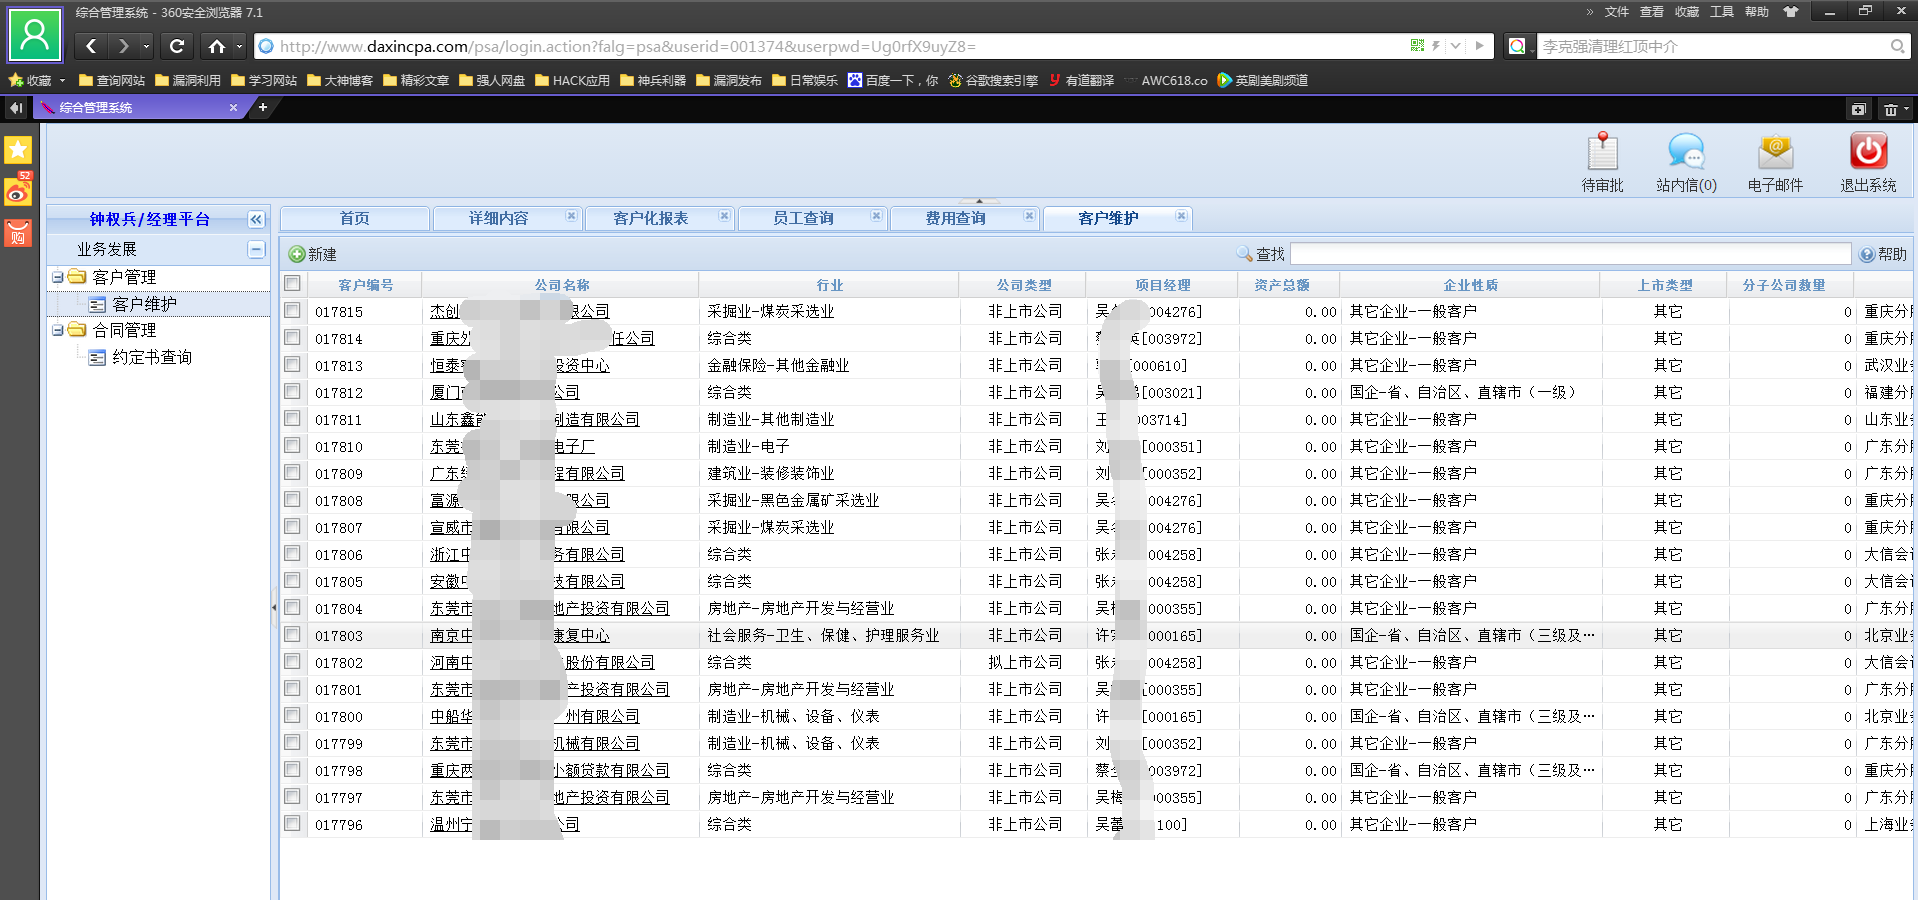 综合管理系统 - 360安全浏览器 7.1
» 文件 查看 收藏 工具 帮助
http://www.daxincpa.com/psa/login.action?falg=psa&userid=001374&userpwd=Ug0rfX9uyZ8=
李克强清理红顶中介
收藏 查询网站 漏洞利用 学习网站 大神博客 精彩文章 强人网盘 HACK应用 神兵利器 漏洞发布 日常娱乐 百度一下，你 谷歌搜索引擎 有道翻译 AWC618.co 英剧美剧频道
综合管理系统
52
购
待审批 站内信(0) 电子邮件 退出系统
钟权兵/经理平台
业务发展
客户管理
客户维护
合同管理
约定书查询
首页 详细内容 客户化报表 员工查询 费用查询 客户维护
新建 查找 帮助
客户编号 公司名称 行业 公司类型 项目经理 资产总额 企业性质 上市类型 分子公司数量
017815 杰创 限公司 采掘业-煤炭采选业 非上市公司 吴 004276] 0.00 其它企业-一般客户 其它 0 重庆分
017814 重庆 任公司 综合类 非上市公司 英[003972] 0.00 其它企业-一般客户 其它 0 重庆分
017813 恒泰 投资中心 金融保险-其他金融业 非上市公司 [000610] 0.00 其它企业-一般客户 其它 0 武汉业
017812 厦门 公司 综合类 非上市公司 吴 [003021] 0.00 国企-省、自治区、直辖市（一级） 其它 0 福建分
017811 山东鑫 制造有限公司 制造业-其他制造业 非上市公司 王 003714] 0.00 其它企业-一般客户 其它 0 山东业
017810 东莞 电子厂 制造业-电子 非上市公司 刘 [000351] 0.00 其它企业-一般客户 其它 0 广东分
017809 广东 程有限公司 建筑业-装修装饰业 非上市公司 刘 [000352] 0.00 其它企业-一般客户 其它 0 广东分
017808 富源 限公司 采掘业-黑色金属矿采选业 非上市公司 吴 004276] 0.00 其它企业-一般客户 其它 0 重庆分
017807 宣威市 有限公司 采掘业-煤炭采选业 非上市公司 吴 004276] 0.00 其它企业-一般客户 其它 0 重庆分
017806 浙江中 务有限公司 综合类 非上市公司 张 004258] 0.00 其它企业-一般客户 其它 0 大信会
017805 安徽 技有限公司 综合类 非上市公司 张 004258] 0.00 其它企业-一般客户 其它 0 大信会
017804 东莞市 地产投资有限公司 房地产-房地产开发与经营业 非上市公司 吴 000355] 0.00 其它企业-一般客户 其它 0 广东分
017803 南京中 康复中心 社会服务-卫生、保健、护理服务业 非上市公司 许 000165] 0.00 国企-省、自治区、直辖市（三级及… 其它 0 北京业
017802 河南中 股份有限公司 综合类 拟上市公司 张 004258] 0.00 其它企业-一般客户 其它 0 大信会
017801 东莞市 产投资有限公司 房地产-房地产开发与经营业 非上市公司 吴 [000355] 0.00 其它企业-一般客户 其它 0 广东分
017800 中船华 州有限公司 制造业-机械、设备、仪表 非上市公司 许 [000165] 0.00 国企-省、自治区、直辖市（三级及… 其它 0 北京业
017799 东莞市 机械有限公司 制造业-机械、设备、仪表 非上市公司 刘 [000352] 0.00 其它企业-一般客户 其它 0 广东分
017798 重庆两 小额贷款有限公司 综合类 非上市公司 蔡 003972] 0.00 国企-省、自治区、直辖市（三级及… 其它 0 重庆分
017797 东莞市 地产投资有限公司 房地产-房地产开发与经营业 非上市公司 吴梅 000355] 0.00 其它企业-一般客户 其它 0 广东分
017796 温州宁 公司 综合类 非上市公司 吴蕾 100] 0.00 其它企业-一般客户 其它 0 上海业